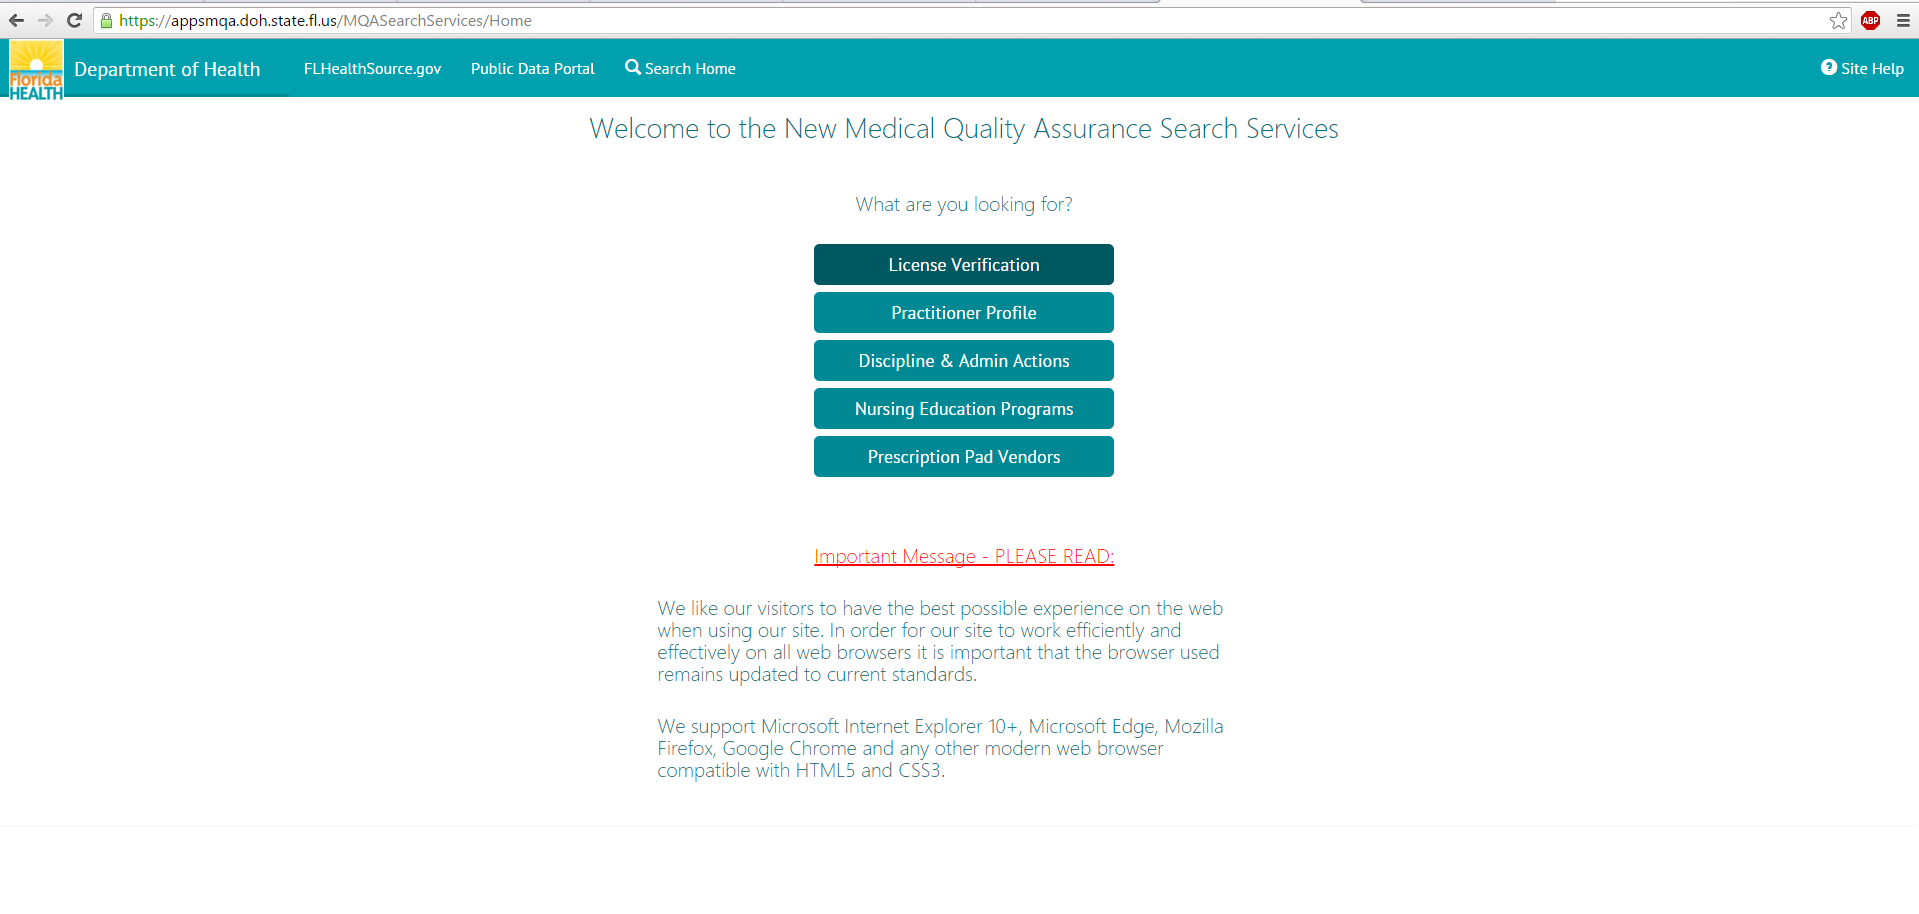 https://appsmqa.doh.state.fl.us/MQASearchServices/Home
ABP
Florida
HEALTH
Department of Health
FLHealthSource.gov
Public Data Portal
Search Home
? Site Help
Welcome to the New Medical Quality Assurance Search Services
What are you looking for?
License Verification
Practitioner Profile
Discipline & Admin Actions
Nursing Education Programs
Prescription Pad Vendors
Important Message - PLEASE READ:
We like our visitors to have the best possible experience on the web
when using our site. In order for our site to work efficiently and
effectively on all web browsers it is important that the browser used
remains updated to current standards.
We support Microsoft Internet Explorer 10+, Microsoft Edge, Mozilla
Firefox, Google Chrome and any other modern web browser
compatible with HTML5 and CSS3.